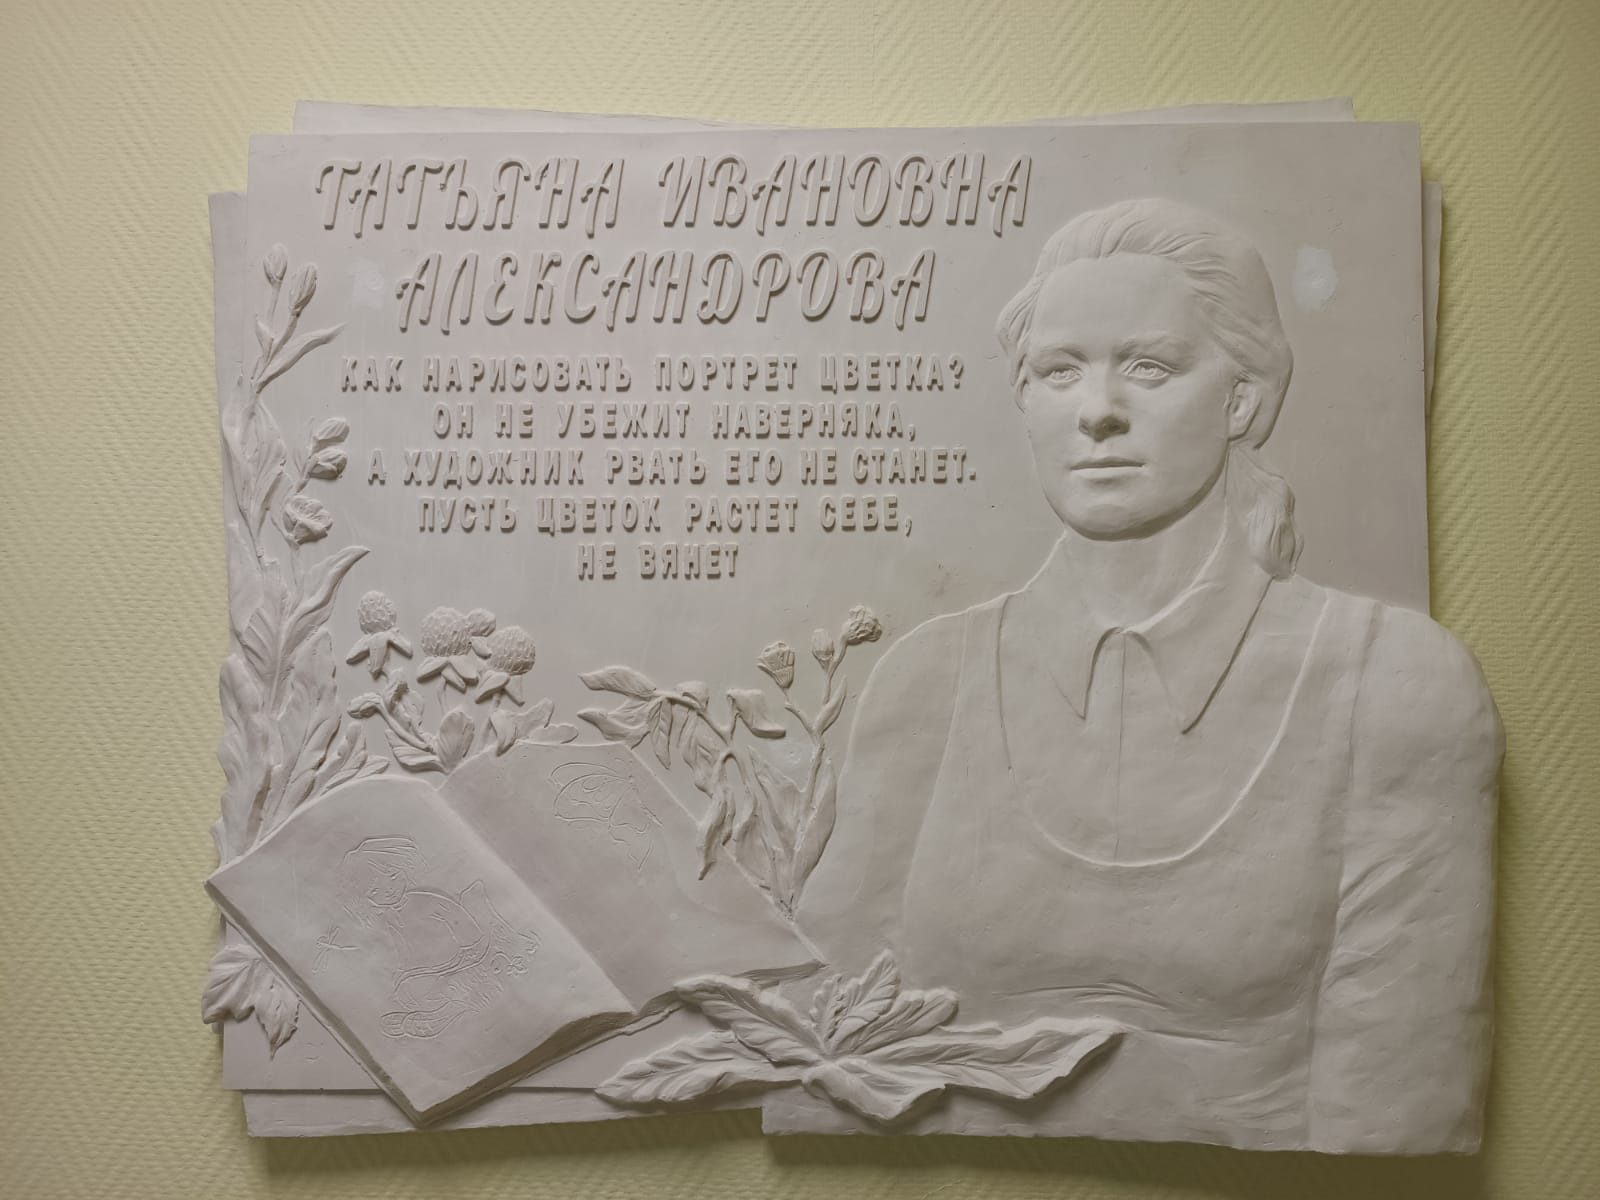 ТАТЬЯНА ИВАНОВНА
АЛЕКСАНДРОВА
КАК НАРИСОВАТЬ ПОРТРЕТ ЦВЕТКА?
ОН НЕ УБЕЖИТ НАВЕРНЯКА,
А ХУДОЖНИК РВАТЬ ЕГО НЕ СТАНЕТ.
ПУСТЬ ЦВЕТОК РАСТЕТ СЕБЕ,
НЕ ВЯНЕТ